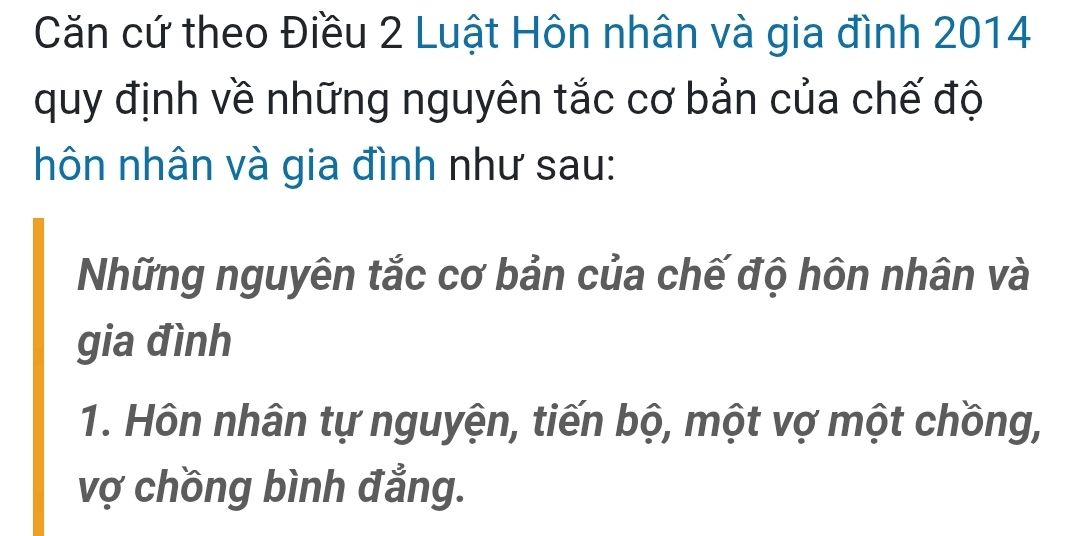 Căn cứ theo Điều 2 Luật Hôn nhân và gia đình 2014
quy định về những nguyên tắc cơ bản của chế độ
hôn nhân và gia đình như sau:
Những nguyên tắc cơ bản của chế độ hôn nhân và
gia đình
1. Hôn nhân tự nguyện, tiến bộ, một vợ một chồng,
vợ chồng bình đẳng.